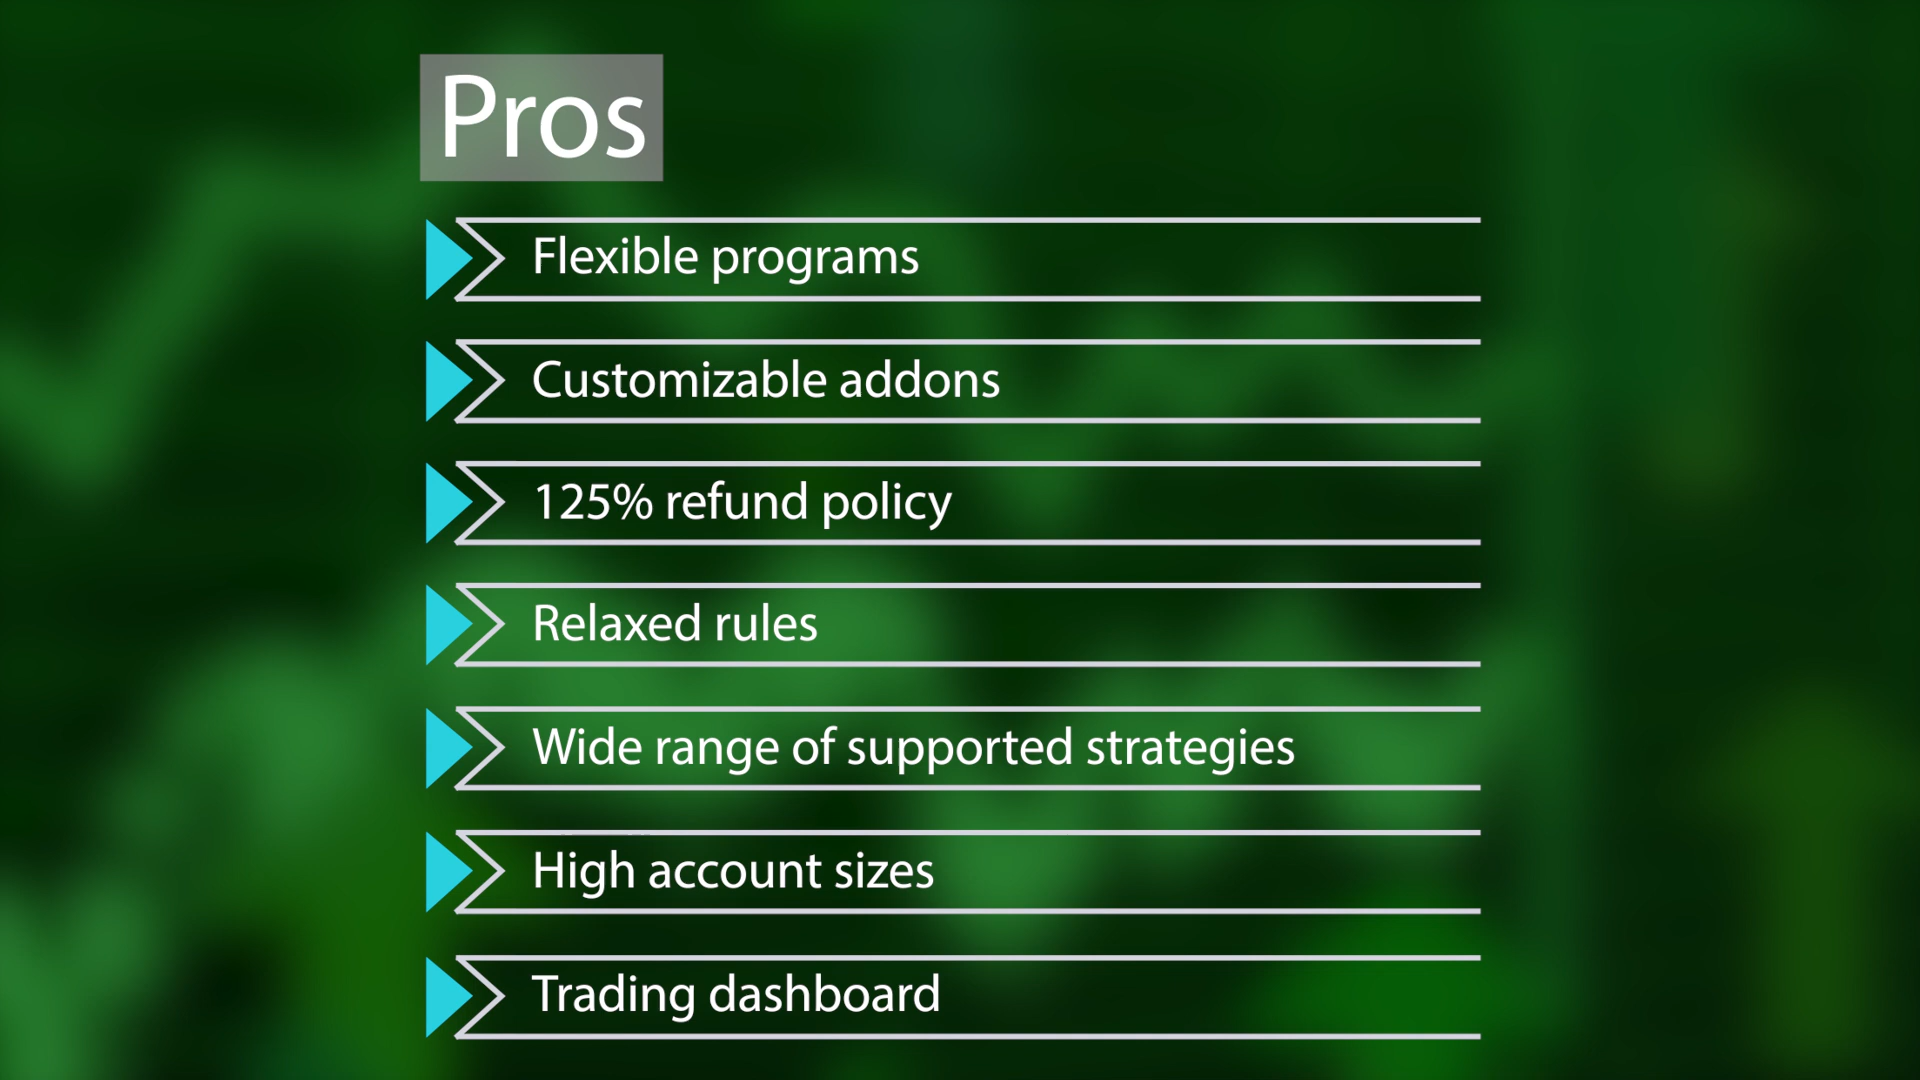 Pros
Flexible programs
Customizable addons
125% refund policy
Relaxed rules
Wide range of supported strategies
High account sizes
Trading dashboard